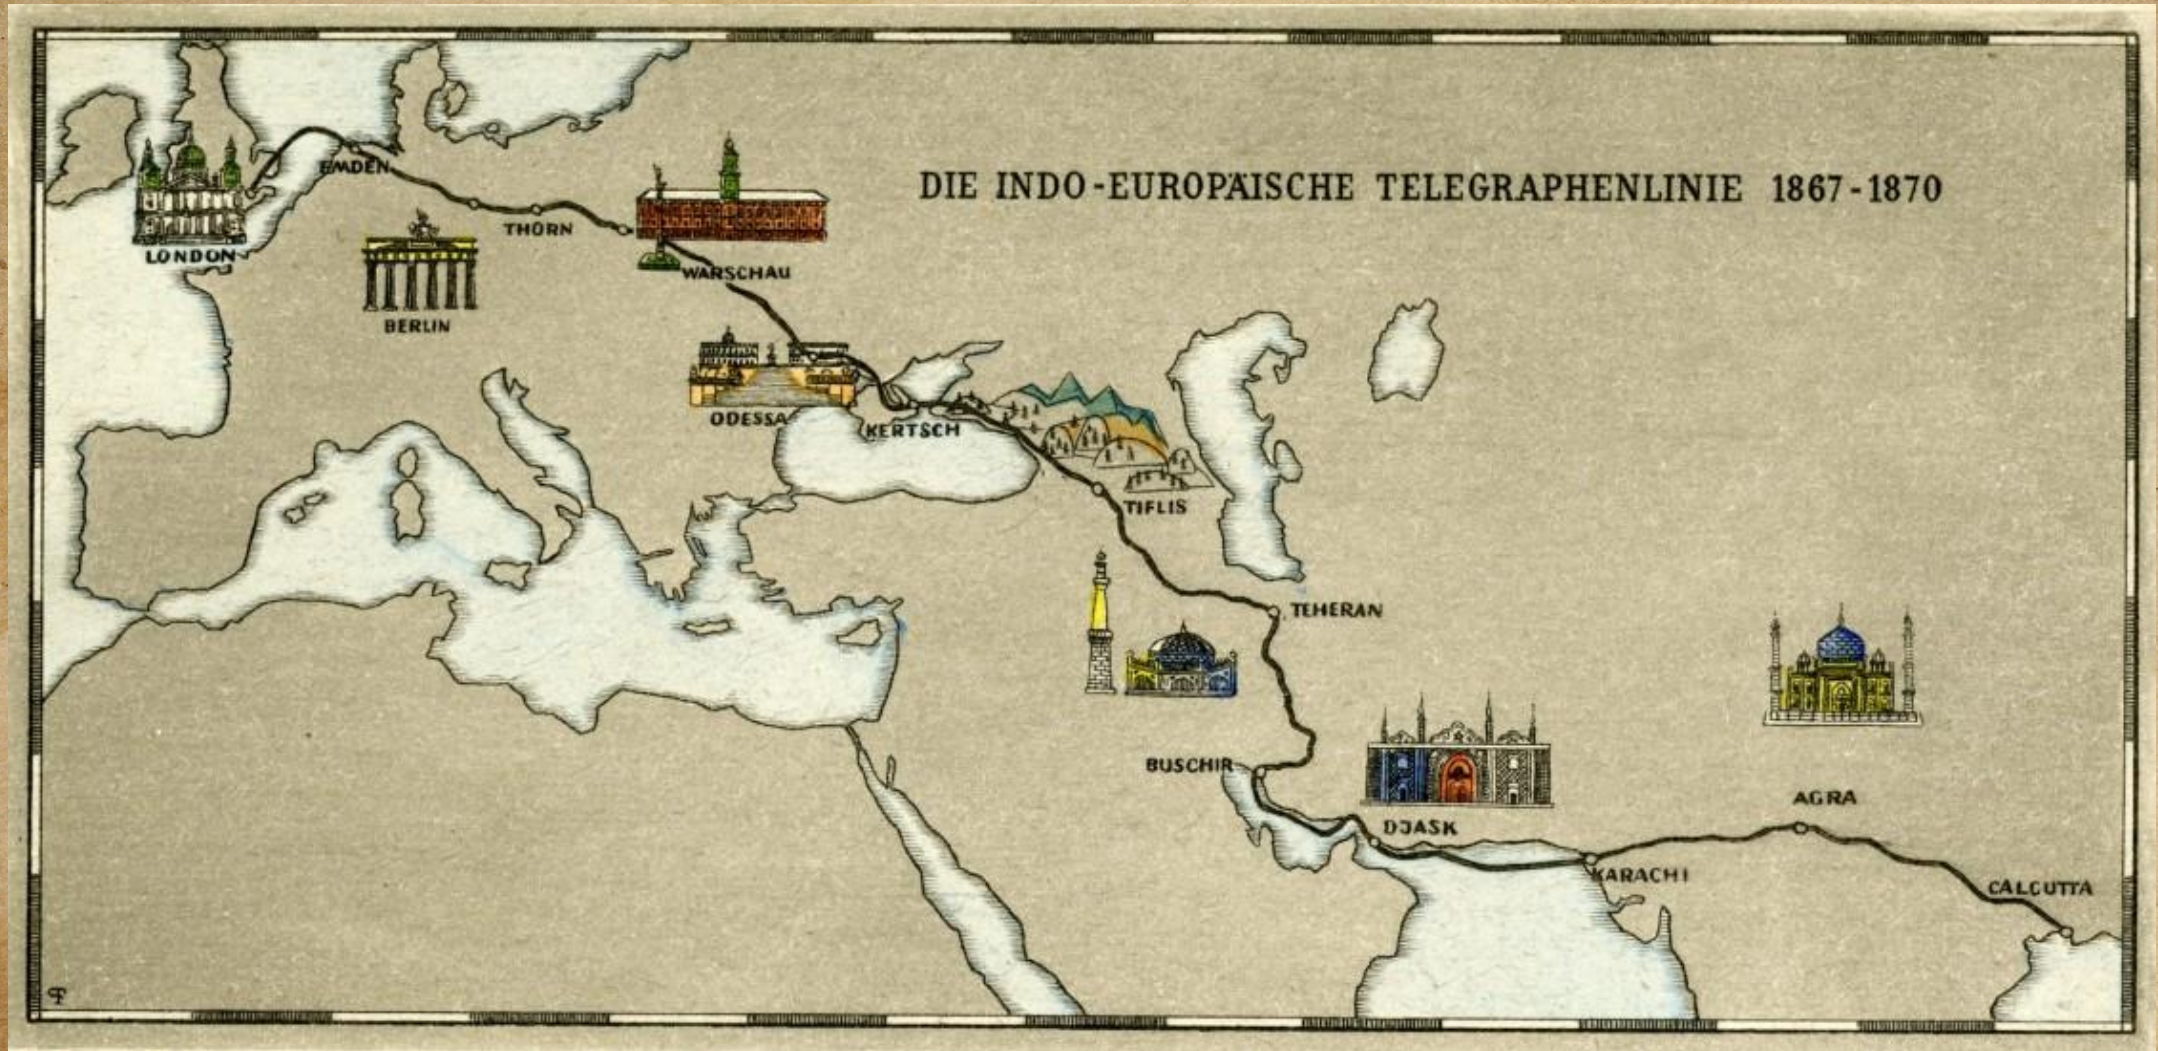 DIE INDO-EUROPÄISCHE TELEGRAPHENLINIE 1867-1870
EMDEN
LONDON
BERLIN
THORN
WARSCHAU
ODESSA
KERTSCH
TIFLIS
TEHERAN
BUSCHIR
DJASK
AGRA
KARACHI
CALCUTTA